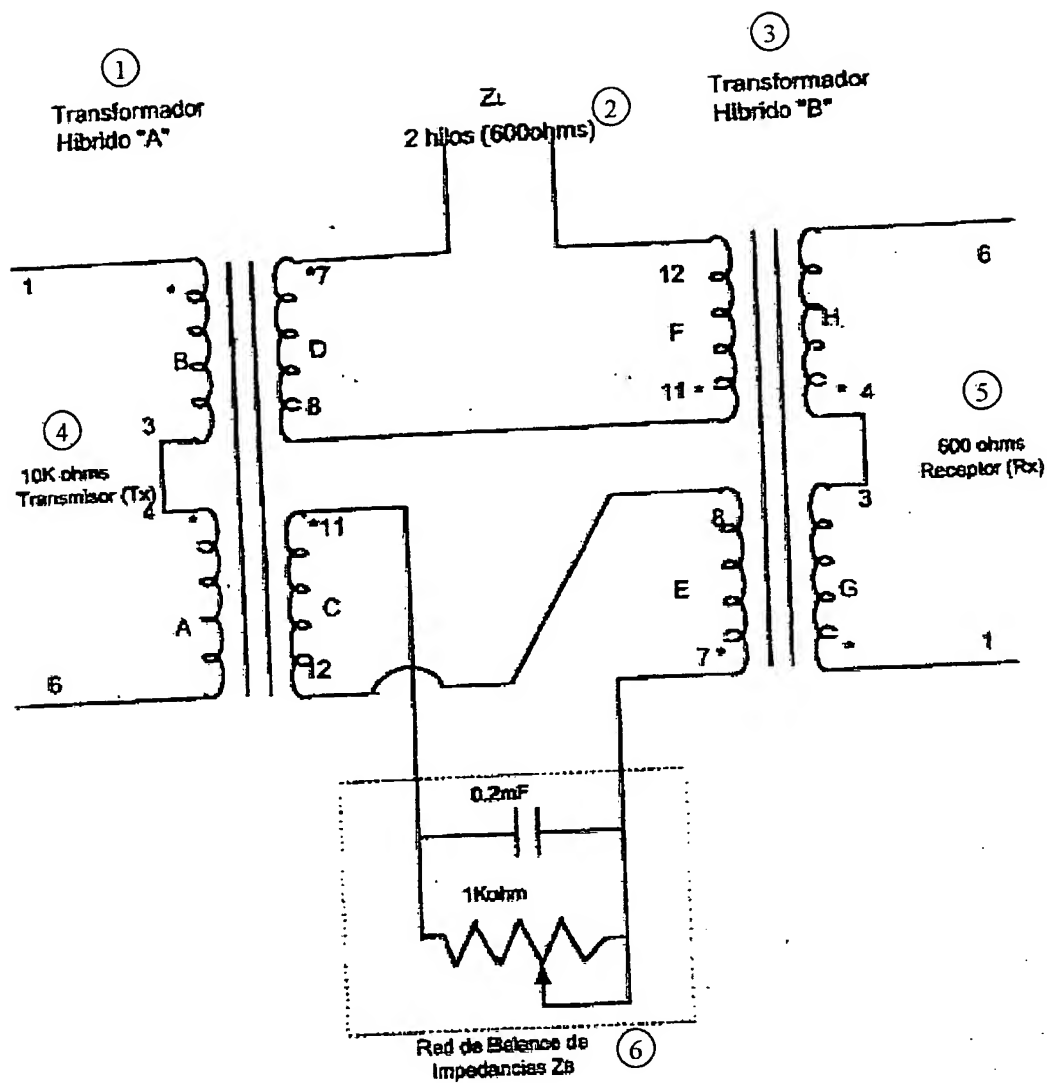 1
Transformador
Híbrido "A"
ZL
2 hilos (600ohms)
2
3
Transformador
Híbrido "B"
1
*
B
3
*7
D
8
12
F
11 *
H
* 4
6
4
10K ohms
Transmisor (Tx)
4
*
A
6
*11
C
12
8
E
7 *
3
G
*
1
5
600 ohms
Receptor (Rx)
0.2mF
1Kohm
Red de Balance de
Impedancias ZB
6